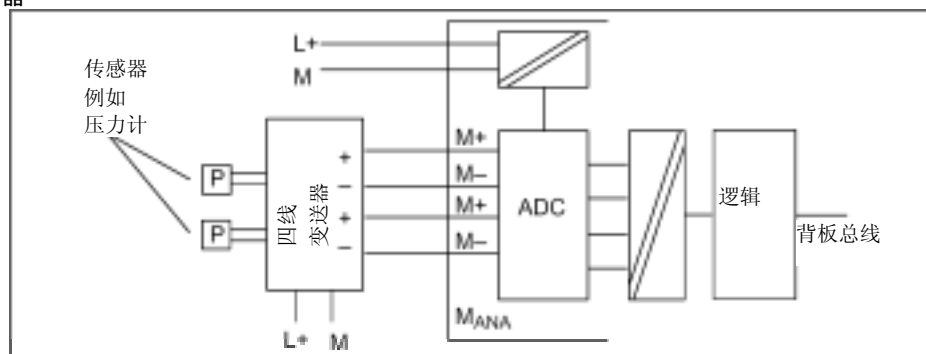 器
L+
M
传感器
例如
压力计
P
P
四线
变送器
+
−
+
−
L+ M
M+
M−
M+
M−
ADC
MANA
逻辑
背板总线